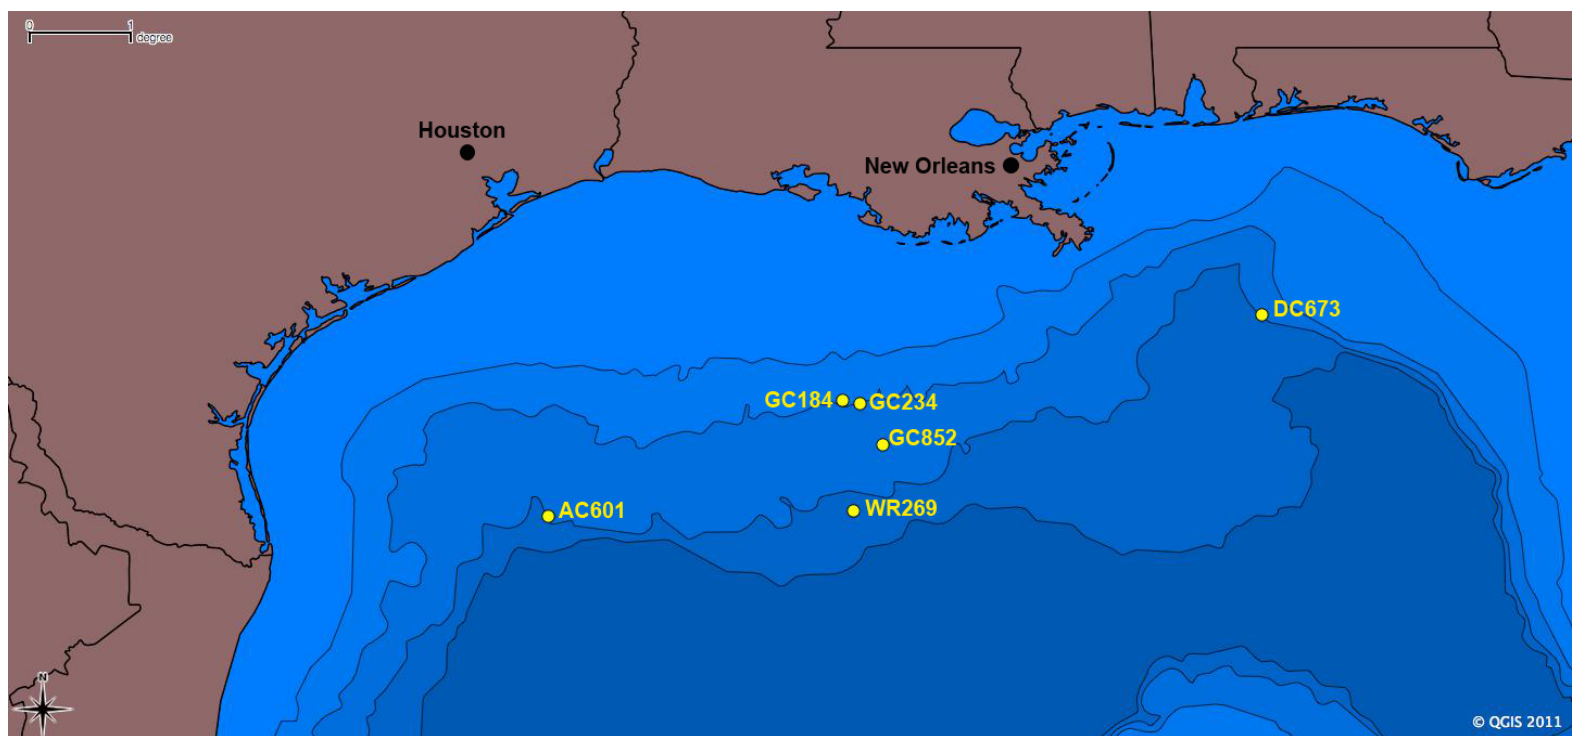 0 1
degree
Houston
New Orleans
DC673
GC184
GC234
GC852
AC601
WR269
N
© QGIS 2011